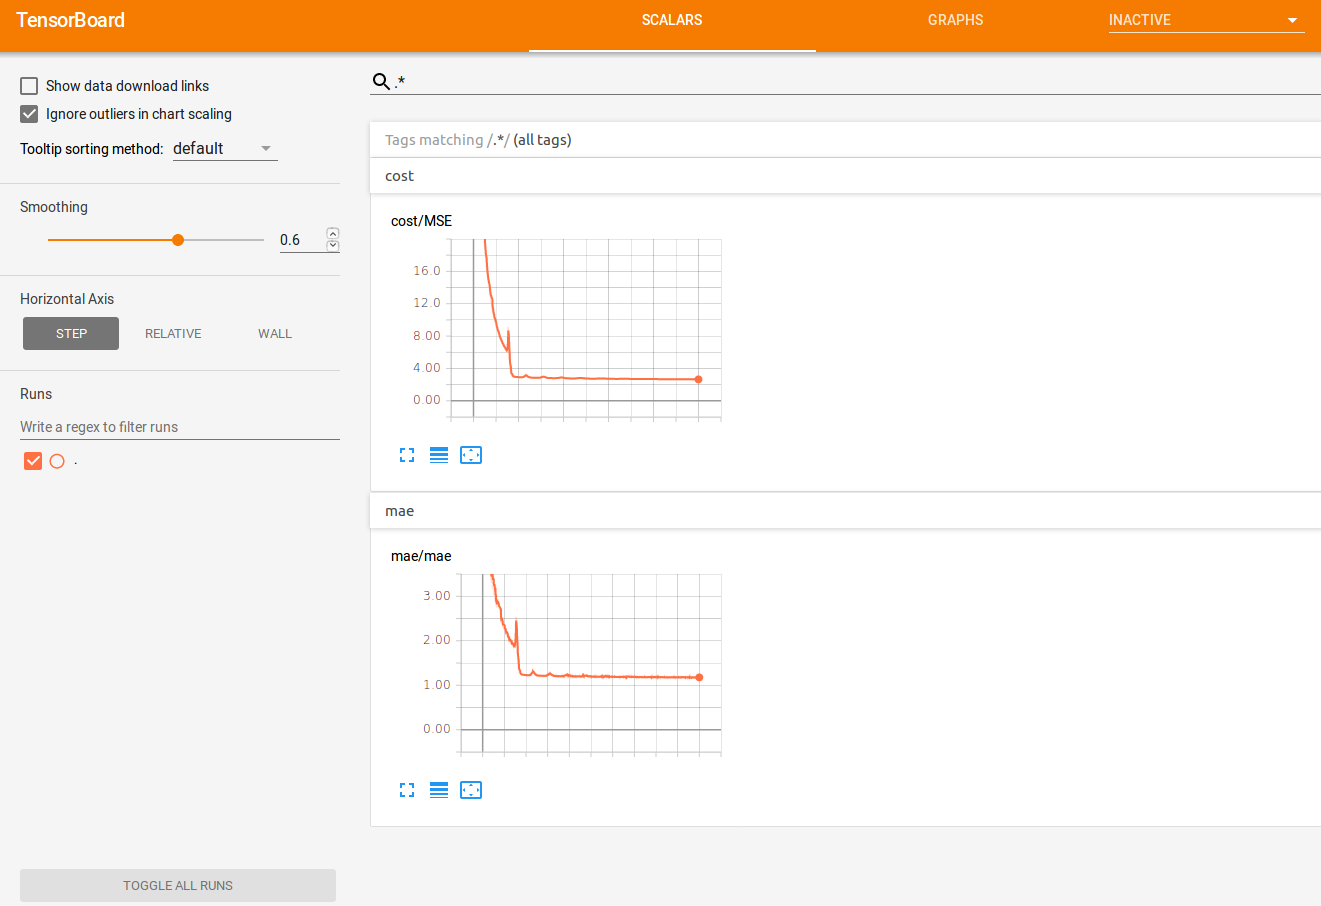 TensorBoard SCALARS GRAPHS INACTIVE
Show data download links
Ignore outliers in chart scaling
Tooltip sorting method: default
Smoothing
0.6
Horizontal Axis
STEP RELATIVE WALL
Runs
Write a regex to filter runs
.
TOGGLE ALL RUNS
.*
Tags matching /.*/ (all tags)
cost
cost/MSE
16.0
12.0
8.00
4.00
0.00
mae
mae/mae
3.00
2.00
1.00
0.00